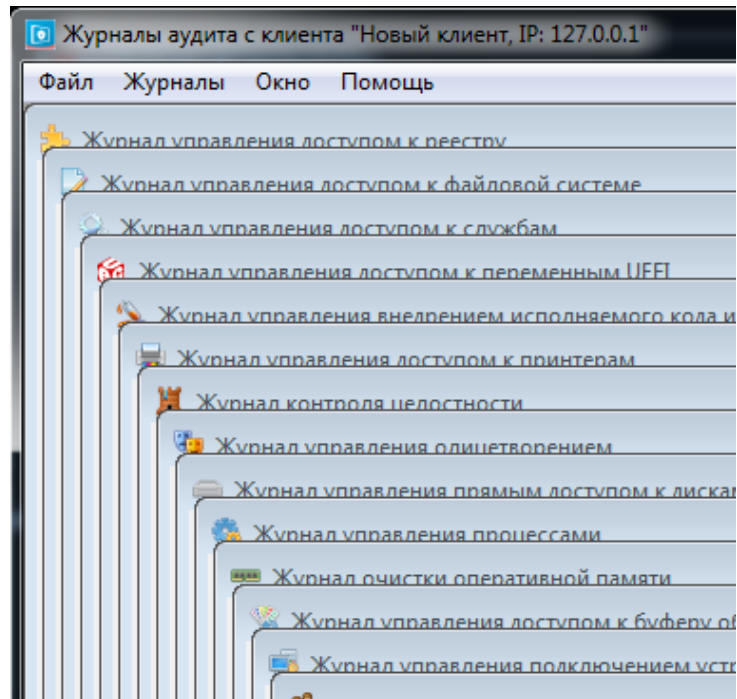 Журналы аудита с клиента "Новый клиент, IP: 127.0.0.1"
Файл Журналы Окно Помощь
Журнал управления доступом к реестру
Журнал управления доступом к файловой системе
Журнал управления доступом к службам
Журнал управления доступом к переменным UEFI
Журнал управления внедрением исполняемого кода и
Журнал управления доступом к принтерам
Журнал контроля целостности
Журнал управления олицетворением
Журнал управления прямым доступом к дискам
Журнал управления процессами
Журнал очистки оперативной памяти
Журнал управления доступом к буферу об
Журнал управления подключением устр